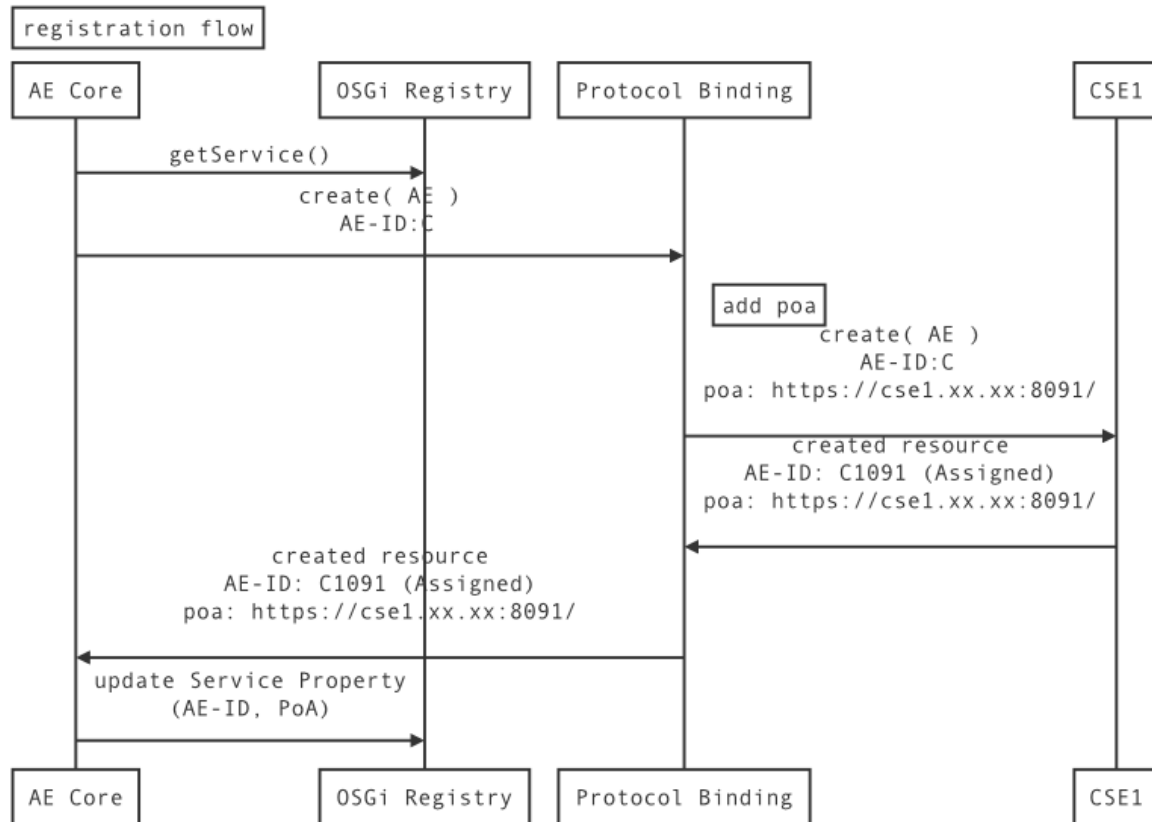 registration flow
AE Core
OSGi Registry
Protocol Binding
CSE1
getService()
create( AE )
AE-ID:C
add poa
create( AE )
AE-ID:C
poa: https://cse1.xx.xx:8091/
created resource
AE-ID: C1091 (Assigned)
poa: https://cse1.xx.xx:8091/
created resource
AE-ID: C1091 (Assigned)
poa: https://cse1.xx.xx:8091/
update Service Property
(AE-ID, PoA)
AE Core
OSGi Registry
Protocol Binding
CSE1